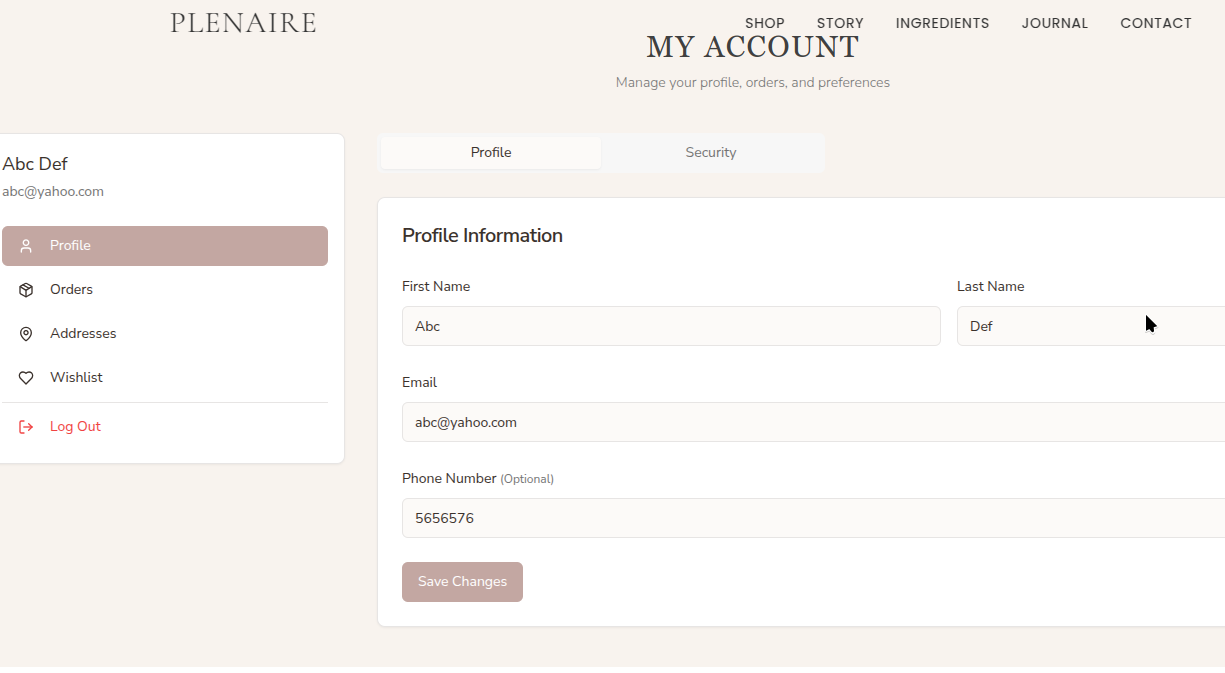 PLENAIRE
SHOP STORY INGREDIENTS JOURNAL CONTACT
MY ACCOUNT
Manage your profile, orders, and preferences
Abc Def
abc@yahoo.com
Profile
Orders
Addresses
Wishlist
Log Out
Profile Security
Profile Information
First Name Last Name
Abc Def
Email
abc@yahoo.com
Phone Number (Optional)
5656576
Save Changes